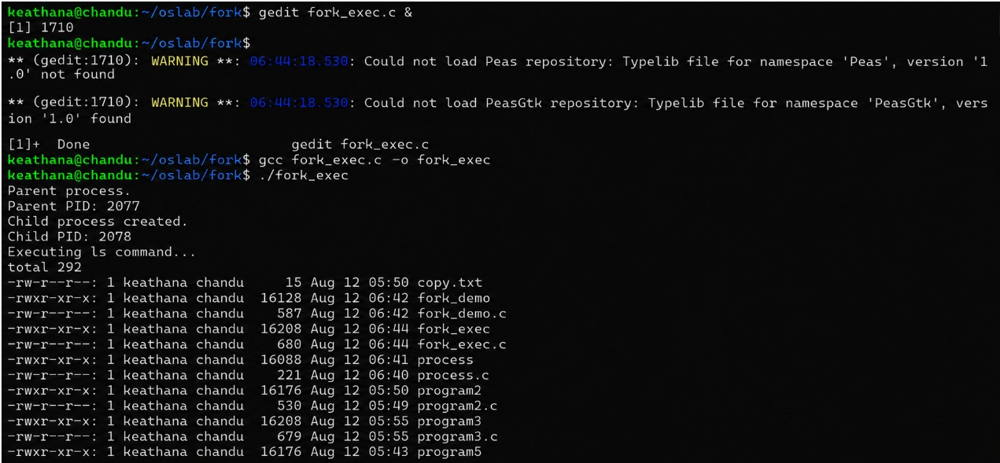 keathana@chandu:~/oslab/fork$ gedit fork_exec.c &
[1] 1710
keathana@chandu:~/oslab/fork$
** (gedit:1710): WARNING **: 06:44:18.530: Could not load Peas repository: Typelib file for namespace 'Peas', version '1
.0' not found
** (gedit:1710): WARNING **: 06:44:18.530: Could not load PeasGtk repository: Typelib file for namespace 'PeasGtk', vers
ion '1.0' found
[1]+  Done                        gedit fork_exec.c
keathana@chandu:~/oslab/fork$ gcc fork_exec.c -o fork_exec
keathana@chandu:~/oslab/fork$ ./fork_exec
Parent process.
Parent PID: 2077
Child process created.
Child PID: 2078
Executing ls command...
total 292
-rw-r--r--: 1 keathana chandu     15 Aug 12 05:50 copy.txt
-rwxr-xr-x: 1 keathana chandu  16128 Aug 12 06:42 fork_demo
-rw-r--r--: 1 keathana chandu    587 Aug 12 06:42 fork_demo.c
-rwxr-xr-x: 1 keathana chandu  16208 Aug 12 06:44 fork_exec
-rw-r--r--: 1 keathana chandu    680 Aug 12 06:44 fork_exec.c
-rwxr-xr-x: 1 keathana chandu  16088 Aug 12 06:41 process
-rw-r--r--: 1 keathana chandu    221 Aug 12 06:40 process.c
-rwxr-xr-x: 1 keathana chandu  16176 Aug 12 05:50 program2
-rw-r--r--: 1 keathana chandu    530 Aug 12 05:49 program2.c
-rwxr-xr-x: 1 keathana chandu  16208 Aug 12 05:55 program3
-rw-r--r--: 1 keathana chandu    679 Aug 12 05:55 program3.c
-rwxr-xr-x: 1 keathana chandu  16176 Aug 12 05:43 program5